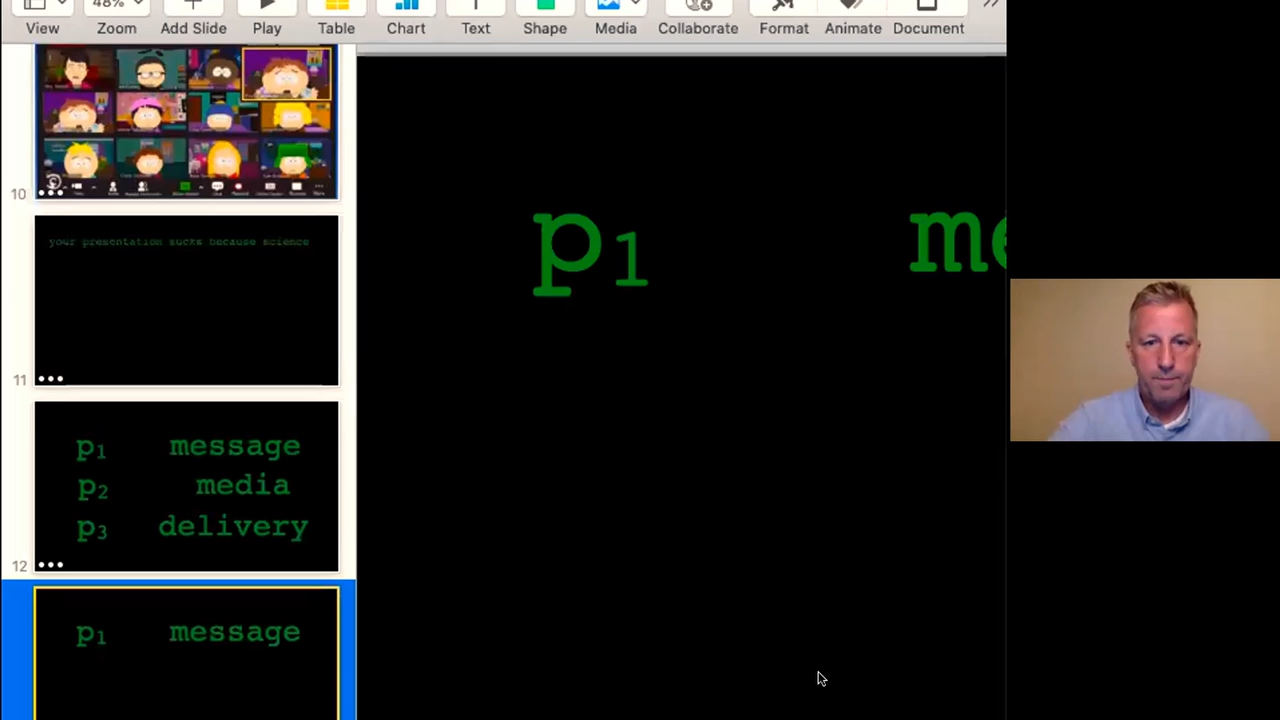 48%
View Zoom Add Slide Play Table Chart Text Shape Media Collaborate Format Animate Document
10
your presentation sucks because science
11
p1 message
p2 media
p3 delivery
12
p1 message
p1 me